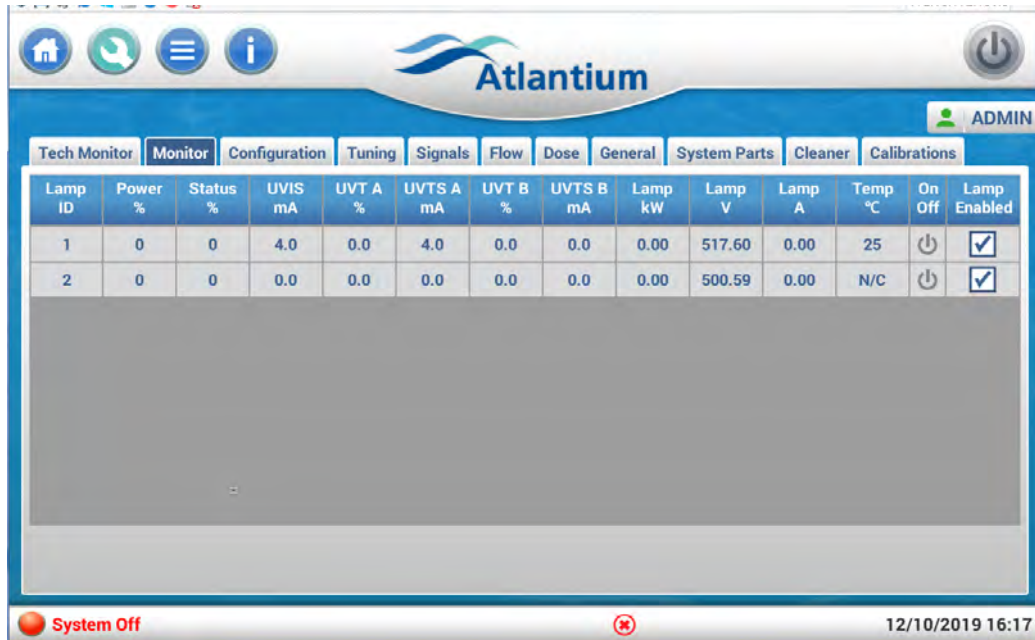 Atlantium
ADMIN
Tech Monitor Monitor Configuration Tuning Signals Flow Dose General System Parts Cleaner Calibrations
Lamp ID Power % Status % UVIS mA UVT A % UVTS A mA UVT B % UVTS B mA Lamp kW Lamp V Lamp A Temp °C On Off Lamp Enabled
1 0 0 4.0 0.0 4.0 0.0 0.0 0.00 517.60 0.00 25
2 0 0 0.0 0.0 0.0 0.0 0.0 0.00 500.59 0.00 N/C
System Off 12/10/2019 16:17